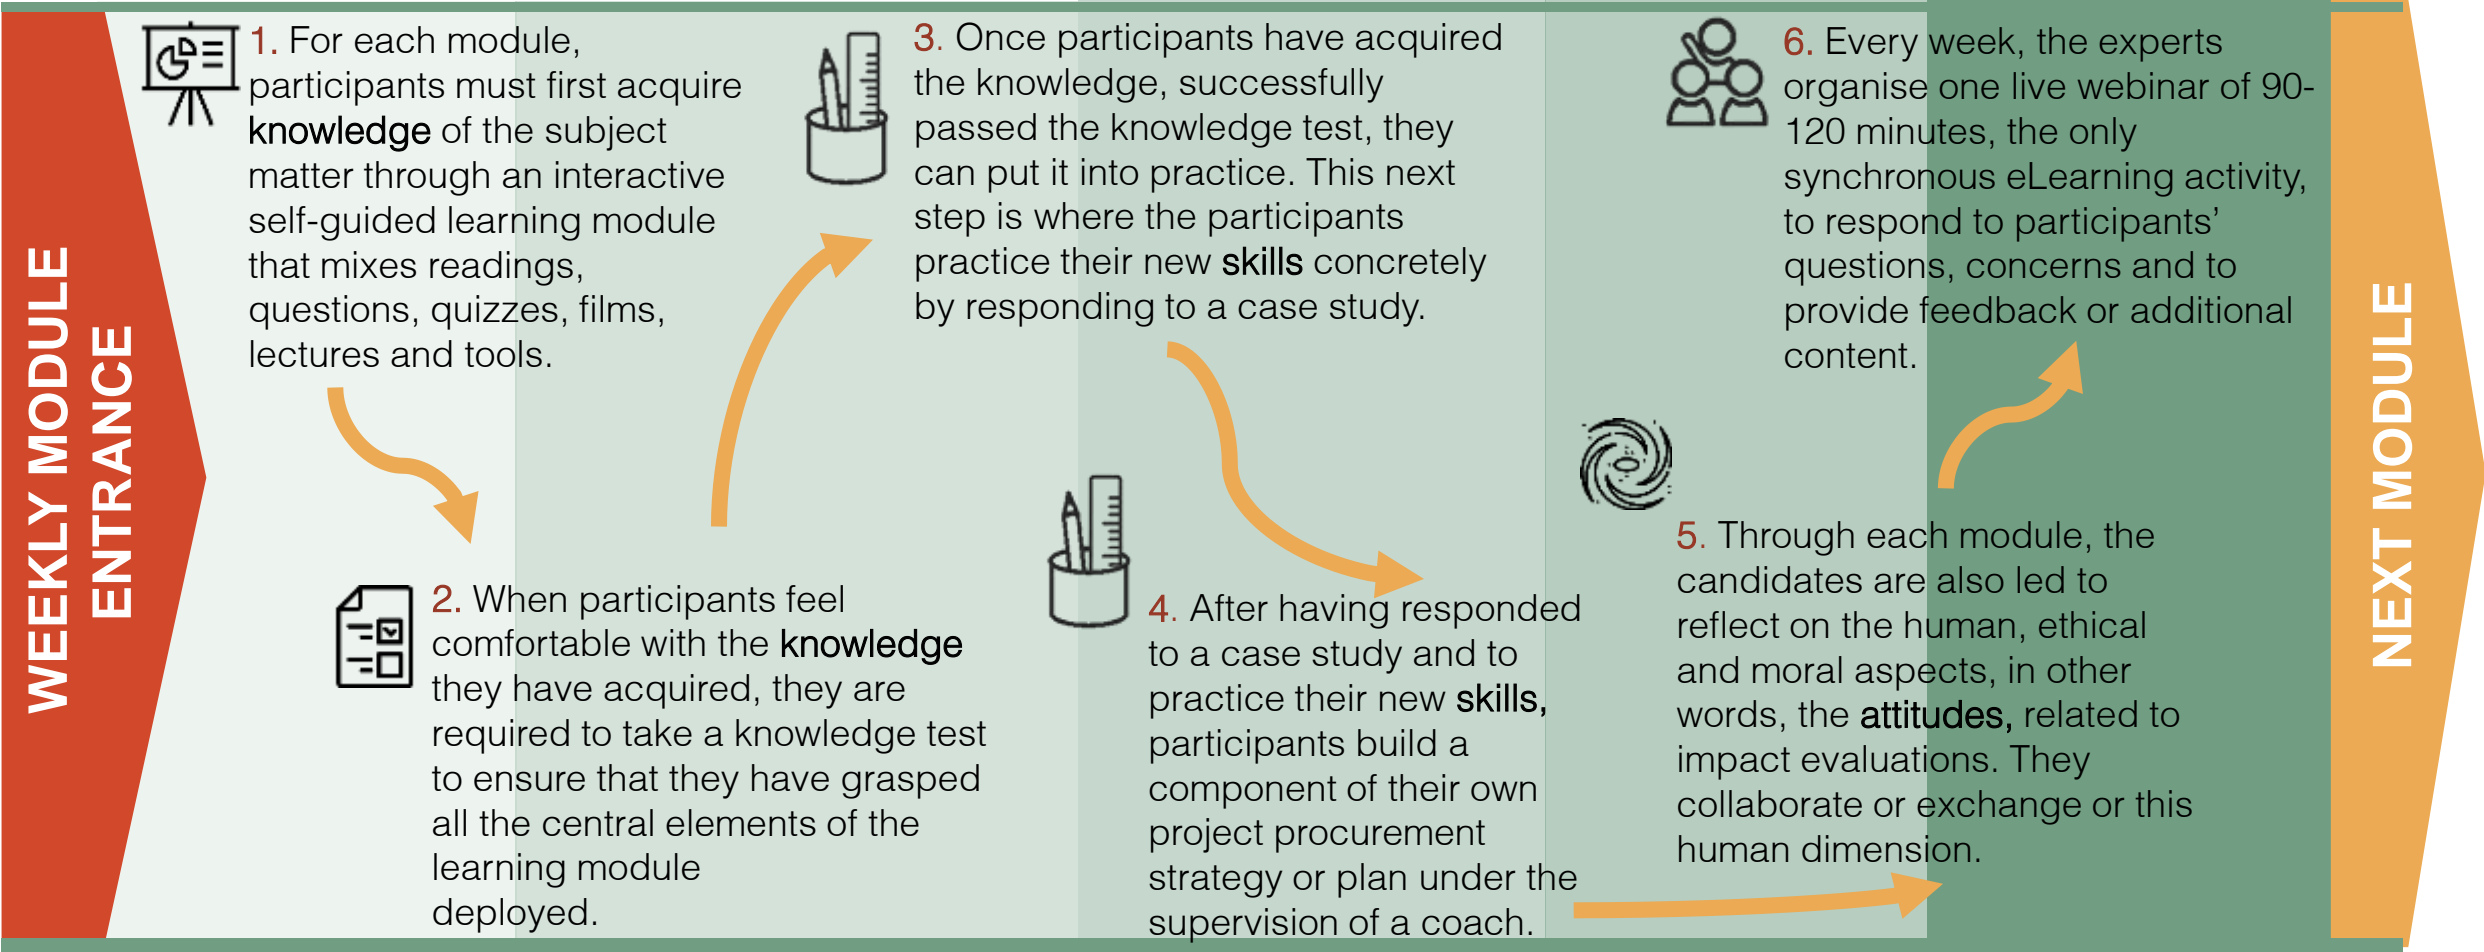 WEEKLY MODULE
ENTRANCE
1. For each module,
participants must first acquire
knowledge of the subject
matter through an interactive
self-guided learning module
that mixes readings,
questions, quizzes, films,
lectures and tools.
2. When participants feel
comfortable with the knowledge
they have acquired, they are
required to take a knowledge test
to ensure that they have grasped
all the central elements of the
learning module
deployed.
3. Once participants have acquired
the knowledge, successfully
passed the knowledge test, they
can put it into practice. This next
step is where the participants
practice their new skills concretely
by responding to a case study.
4. After having responded
to a case study and to
practice their new skills,
participants build a
component of their own
project procurement
strategy or plan under the
supervision of a coach.
5. Through each module, the
candidates are also led to
reflect on the human, ethical
and moral aspects, in other
words, the attitudes, related to
impact evaluations. They
collaborate or exchange or this
human dimension.
6. Every week, the experts
organise one live webinar of 90-
120 minutes, the only
synchronous eLearning activity,
to respond to participants’
questions, concerns and to
provide feedback or additional
content.
NEXT MODULE